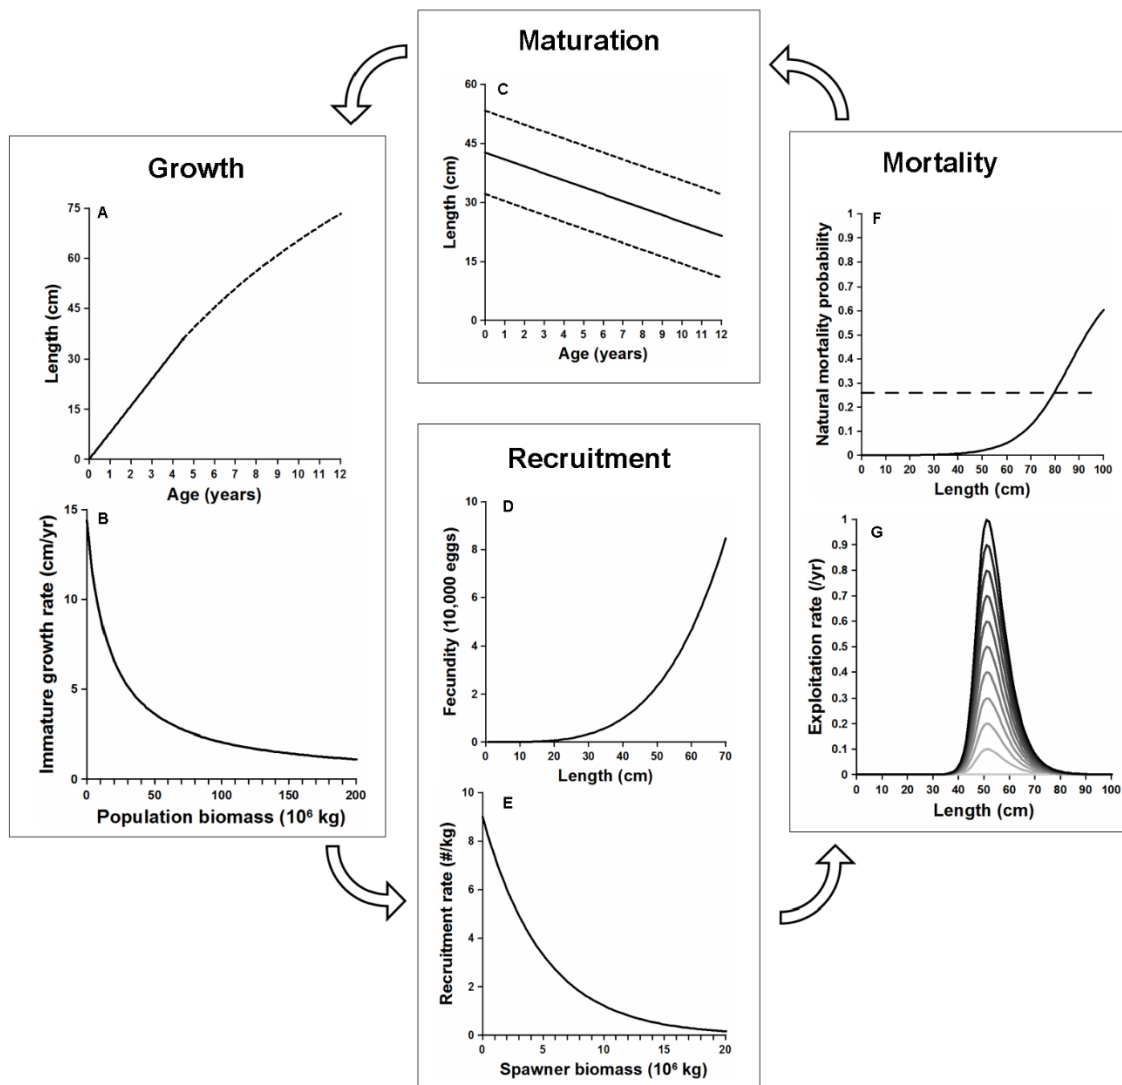 Maturation
C
60
45
30
15
0
Length (cm)
0 1 2 3 4 5 6 7 8 9 10 11 12
Age (years)
Growth
A
75
60
45
30
15
0
Length (cm)
0 1 2 3 4 5 6 7 8 9 10 11 12
Age (years)
B
15
10
5
0
Immature growth rate (cm/yr)
0 50 100 150 200
Population biomass (10⁶ kg)
Recruitment
D
10
8
6
4
2
0
Fecundity (10,000 eggs)
0 10 20 30 40 50 60 70
Length (cm)
E
10
8
6
4
2
0
Recruitment rate (#/kg)
0 5 10 15 20
Spawner biomass (10⁶ kg)
Mortality
F
1
0.9
0.8
0.7
0.6
0.5
0.4
0.3
0.2
0.1
0
Natural mortality probability
0 10 20 30 40 50 60 70 80 90 100
Length (cm)
G
1
0.9
0.8
0.7
0.6
0.5
0.4
0.3
0.2
0.1
0
Exploitation rate (/yr)
0 10 20 30 40 50 60 70 80 90 100
Length (cm)